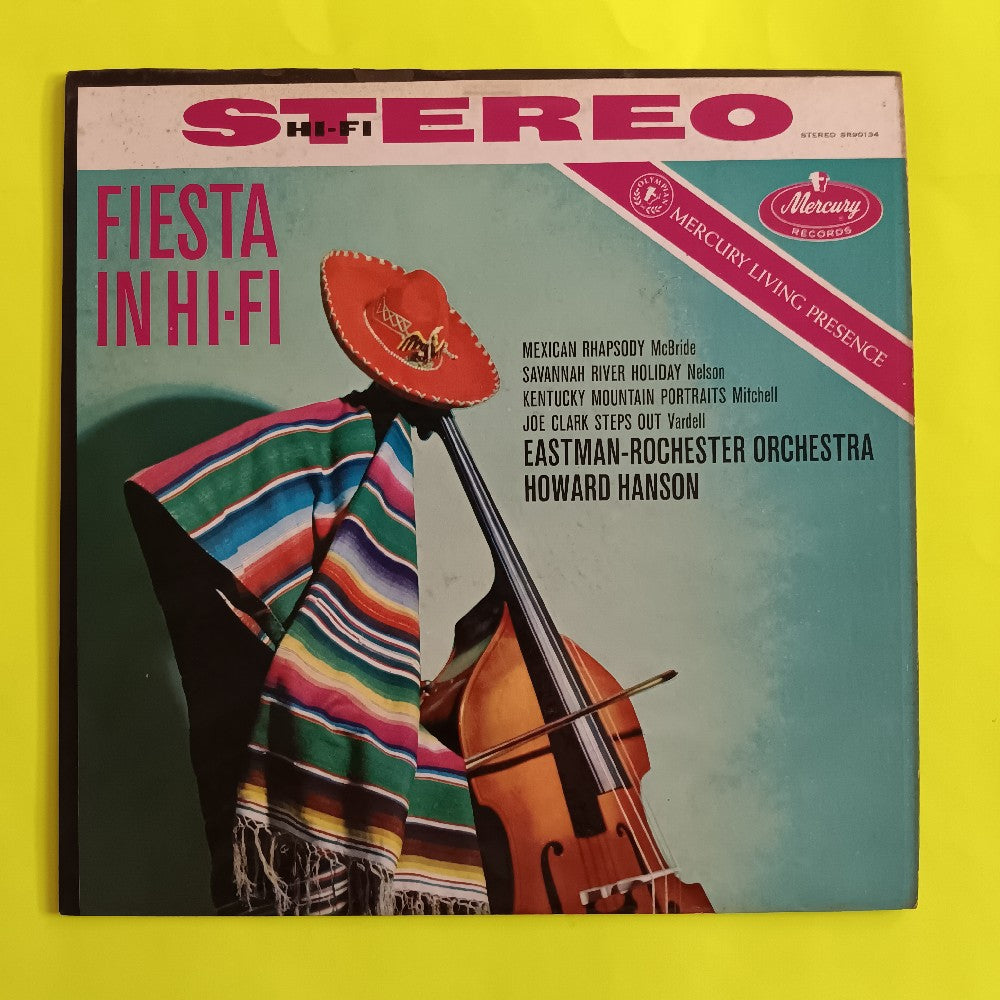 STEREO
HI-FI
STEREO SR90134
FIESTA
IN HI-FI
OLYMPIAN
MERCURY LIVING PRESENCE
Mercury
RECORDS
MEXICAN RHAPSODY McBride
SAVANNAH RIVER HOLIDAY Nelson
KENTUCKY MOUNTAIN PORTRAITS Mitchell
JOE CLARK STEPS OUT Vardell
EASTMAN-ROCHESTER ORCHESTRA
HOWARD HANSON